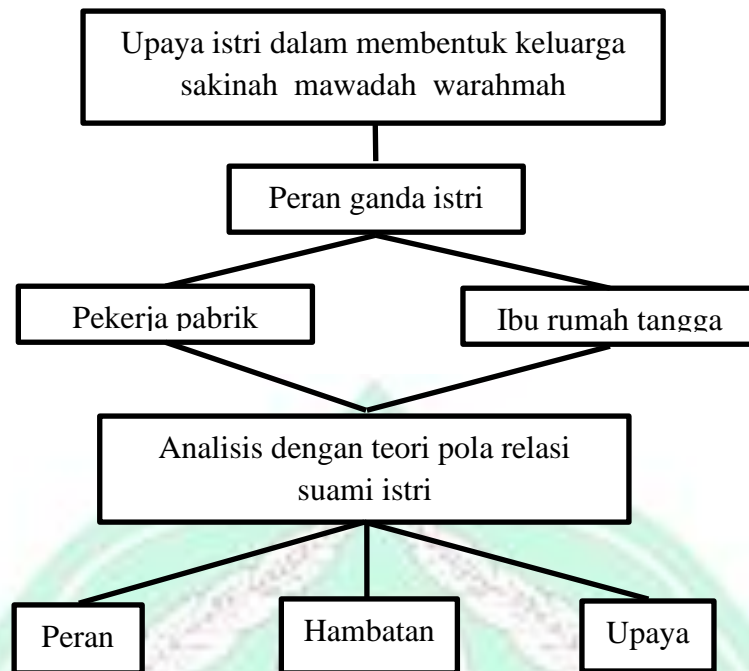 Upaya istri dalam membentuk keluarga
sakinah mawadah warahmah
Peran ganda istri
Pekerja pabrik
Ibu rumah tangga
Analisis dengan teori pola relasi
suami istri
Peran
Hambatan
Upaya